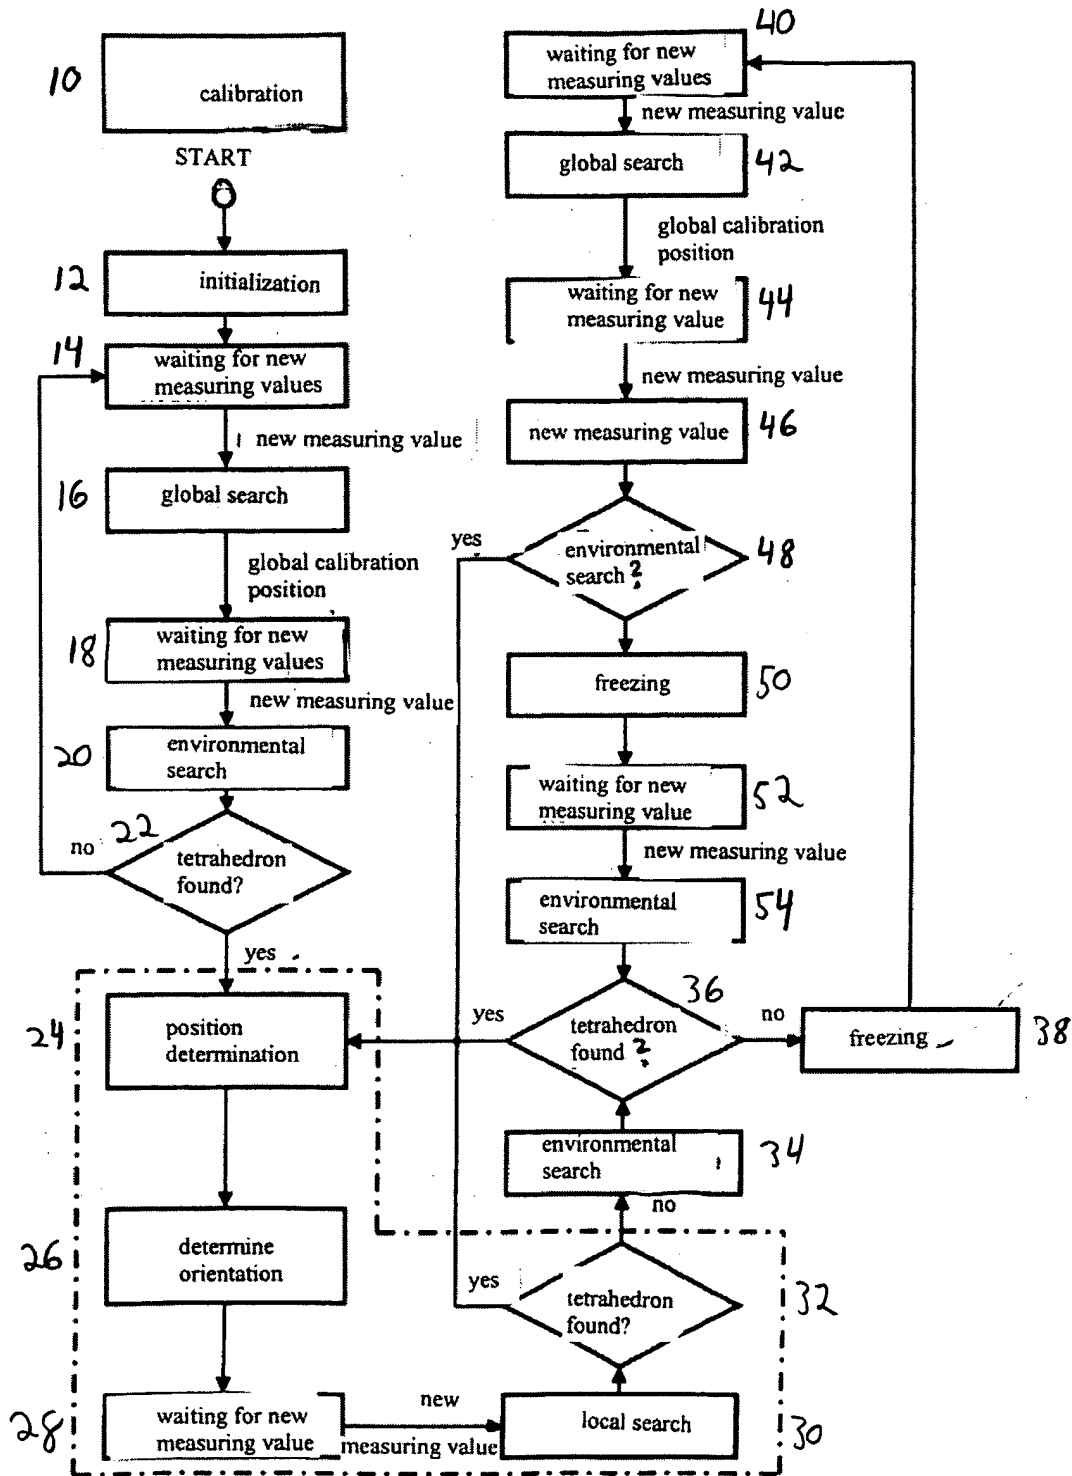 10
calibration
START
12
initialization
14
waiting for new
measuring values
new measuring value
16
global search
global calibration
position
18
waiting for new
measuring values
new measuring value
20
environmental
search
22
no
tetrahedron
found?
yes
24
position
determination
26
determine
orientation
28
waiting for new
measuring value
new
measuring value
30
local search
32
tetrahedron
found?
yes
no
34
environmental
search
36
tetrahedron
found?
yes
no
38
freezing
40
waiting for new
measuring values
new measuring value
42
global search
global calibration
position
44
waiting for new
measuring value
new measuring value
46
new measuring value
48
environmental
search?
yes
50
freezing
52
waiting for new
measuring value
new measuring value
54
environmental
search